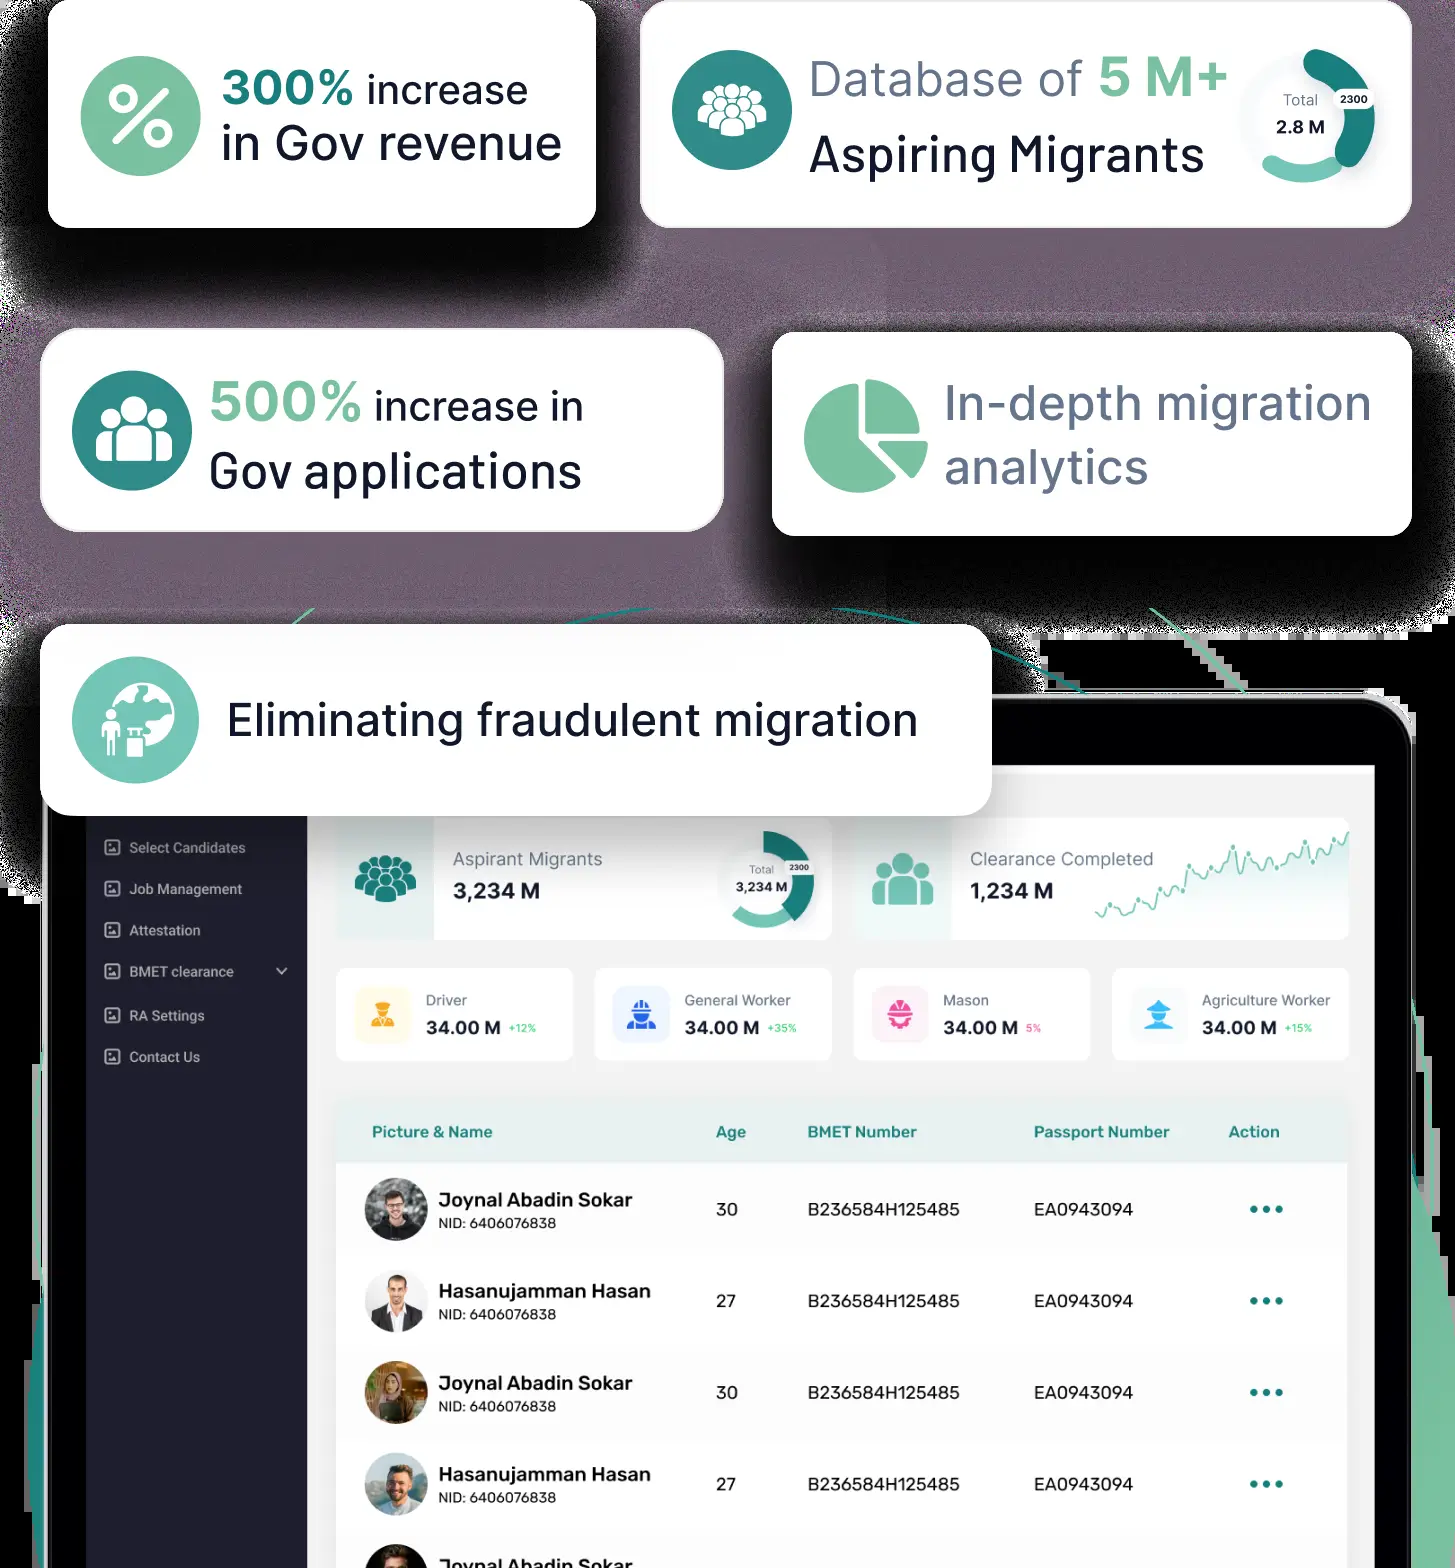 300% increase
in Gov revenue
Database of 5 M+
Aspiring Migrants
Total
2300
2.8 M
500% increase in
Gov applications
In-depth migration
analytics
Eliminating fraudulent migration
Select Candidates
Job Management
Attestation
BMET clearance
RA Settings
Contact Us
Aspirant Migrants
3,234 M
Total
2300
3,234 M
Clearance Completed
1,234 M
Driver
34.00 M +12%
General Worker
34.00 M +35%
Mason
34.00 M 5%
Agriculture Worker
34.00 M +15%
Picture & Name Age BMET Number Passport Number Action
Joynal Abadin Sokar
NID: 6406076838
30 B236584H125485 EA0943094
Hasanujamman Hasan
NID: 6406076838
27 B236584H125485 EA0943094
Joynal Abadin Sokar
NID: 6406076838
30 B236584H125485 EA0943094
Hasanujamman Hasan
NID: 6406076838
27 B236584H125485 EA0943094
Joynal Abadin Sokar